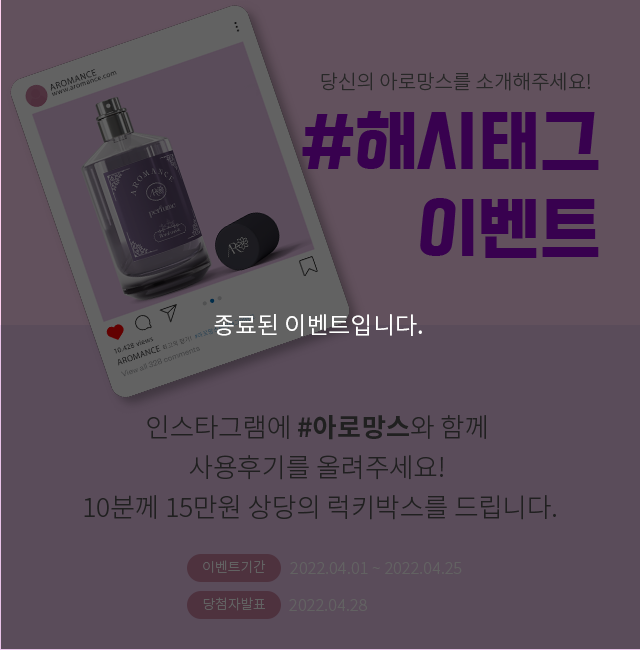 AROMANCE
www.aromance.com
당신의 아로망스를 소개해주세요!
#해시태그
이벤트
AROMANCE
perfume
종료된 이벤트입니다.
AROMANCE
인스타그램에 #아로망스와 함께
사용후기를 올려주세요!
10분께 15만원 상당의 럭키박스를 드립니다.
이벤트기간 2022.04.01 ~ 2022.04.25
당첨자발표 2022.04.28